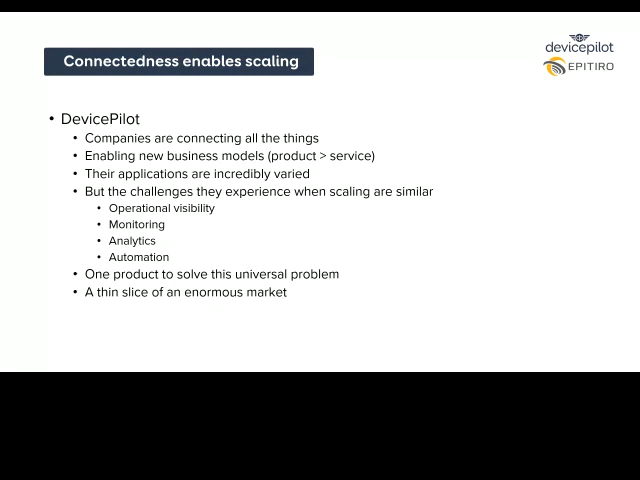 Connectedness enables scaling
devicepilot
EPITIRO
• DevicePilot
• Companies are connecting all the things
• Enabling new business models (product > service)
• Their applications are incredibly varied
• But the challenges they experience when scaling are similar
• Operational visibility
• Monitoring
• Analytics
• Automation
• One product to solve this universal problem
• A thin slice of an enormous market